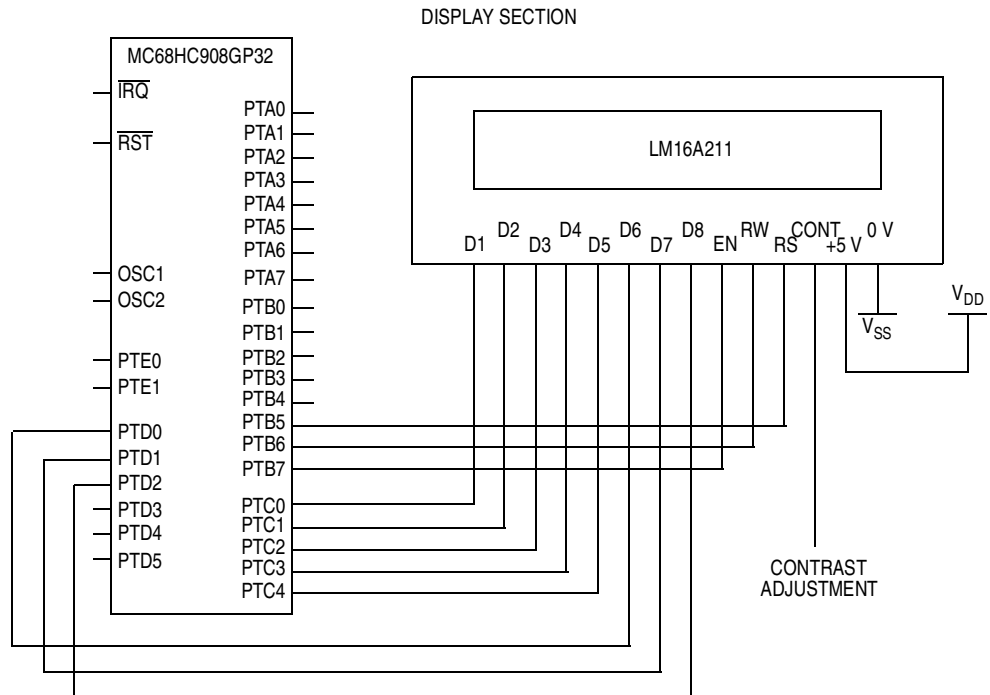 DISPLAY SECTION
MC68HC908GP32
IRQ
RST
OSC1
OSC2
PTE0
PTE1
PTD0
PTD1
PTD2
PTD3
PTD4
PTD5
PTA0
PTA1
PTA2
PTA3
PTA4
PTA5
PTA6
PTA7
PTB0
PTB1
PTB2
PTB3
PTB4
PTB5
PTB6
PTB7
PTC0
PTC1
PTC2
PTC3
PTC4
LM16A211
D1 D2 D3 D4 D5 D6 D7 D8 EN RW RS CONT +5 V 0 V
VSS
VDD
CONTRAST
ADJUSTMENT